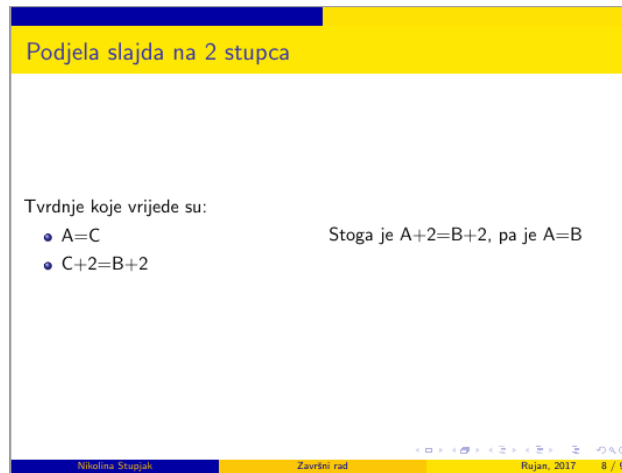 Podjela slajda na 2 stupca
Tvrdnje koje vrijede su:
A=C
C+2=B+2
Stoga je A+2=B+2, pa je A=B
Nikolina Stupjak
Završni rad
Rujan, 2017
8 / 9